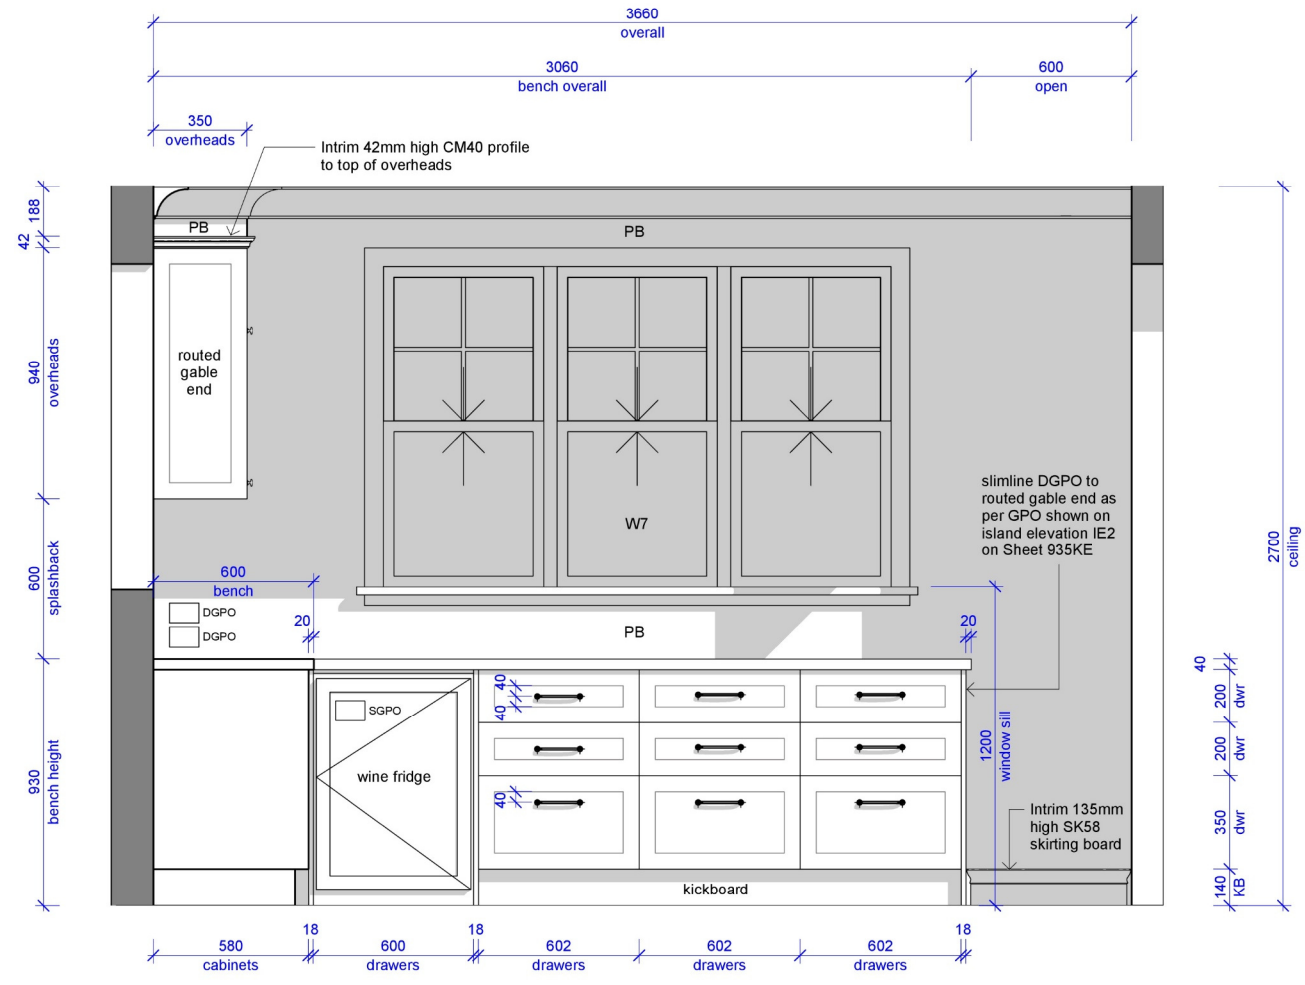 3660
overall
3060
bench overall
600
open
350
overheads
Intrim 42mm high CM40 profile
to top of overheads
188
42
PB
PB
940
overheads
routed
gable
end
W7
slimline DGPO to
routed gable end as
per GPO shown on
island elevation IE2
on Sheet 935KE
2700
ceiling
600
splashback
600
bench
DGPO
DGPO
20
PB
20
40
200
dwr
200
dwr
350
dwr
140
KB
930
bench height
SGPO
wine fridge
40
40
40
1200
window sill
Intrim 135mm
high SK58
skirting board
kickboard
18
18
18
580
cabinets
600
drawers
602
drawers
602
drawers
602
drawers